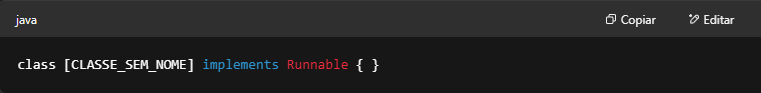 java Copiar Editar
class [CLASSE_SEM_NOME] implements Runnable { }